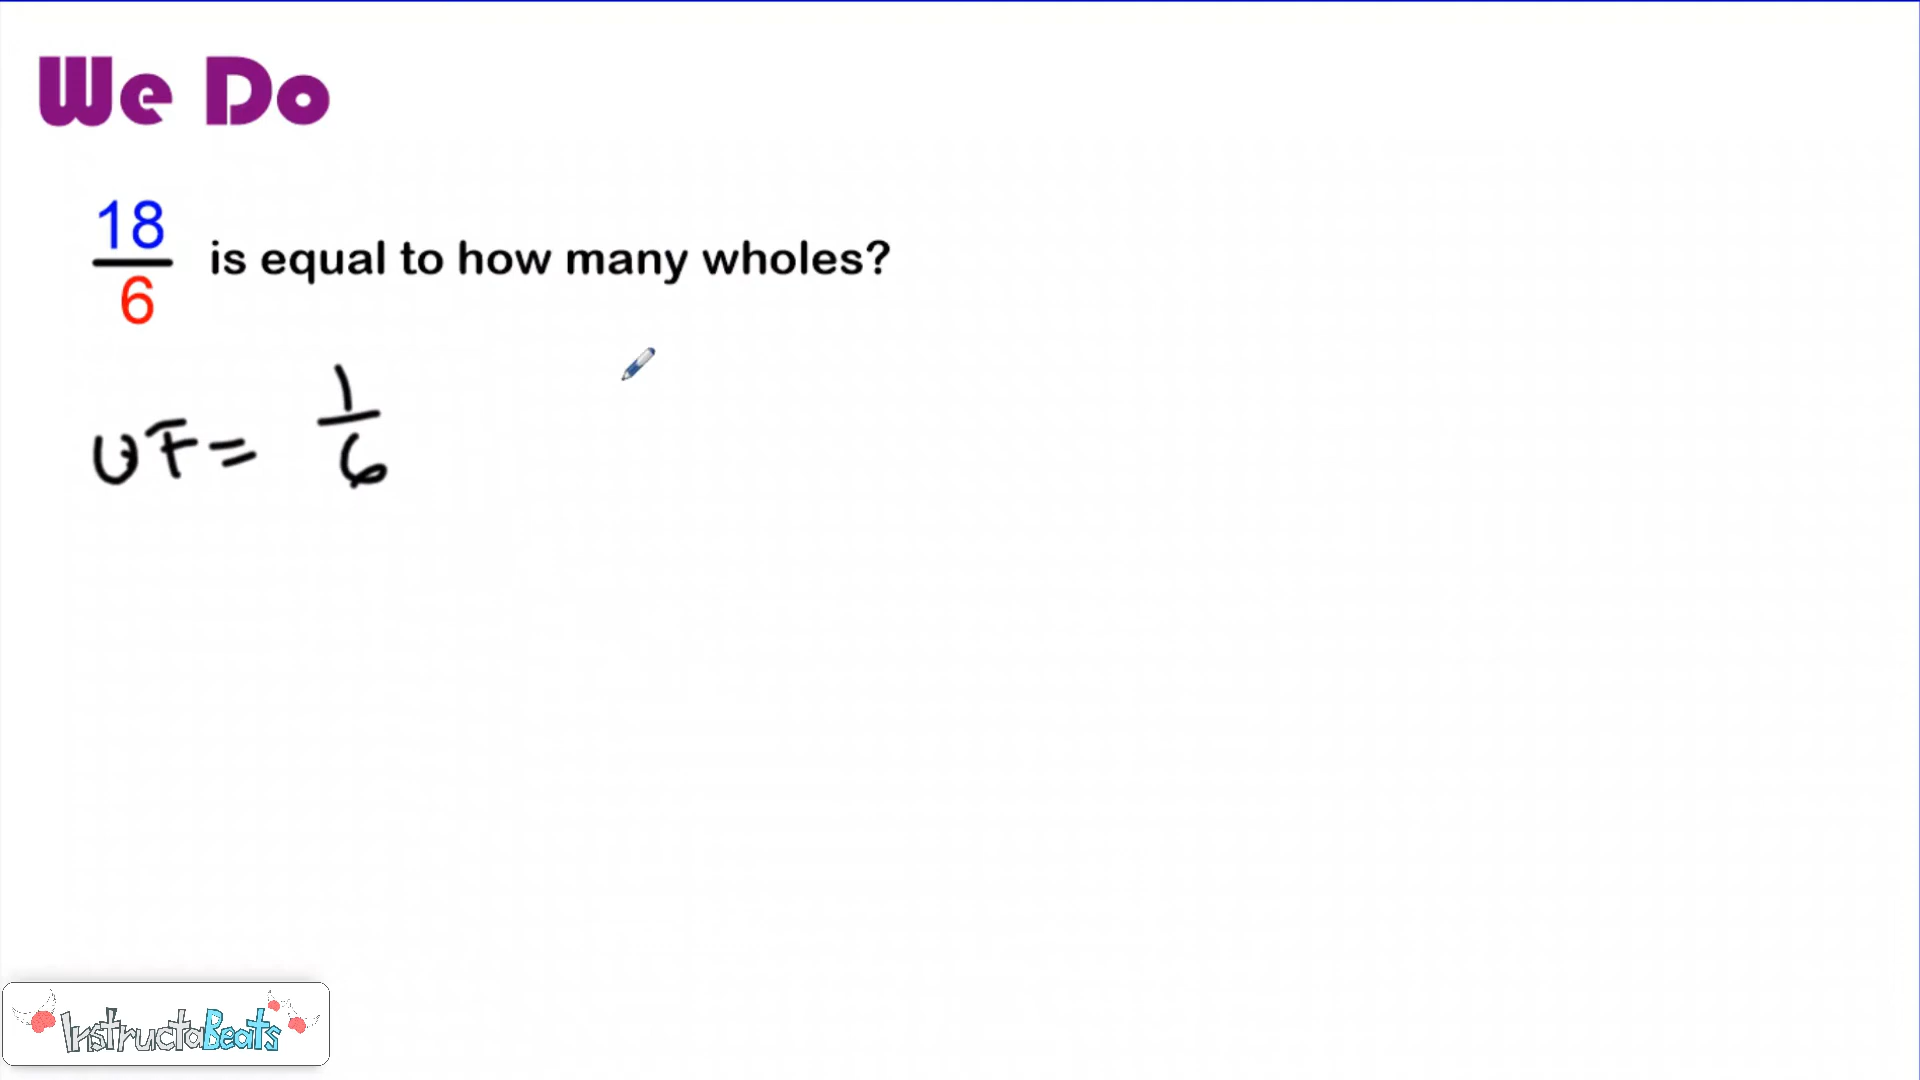 We Do
18
6
is equal to how many wholes?
UF = 1/6
InstructaBeats